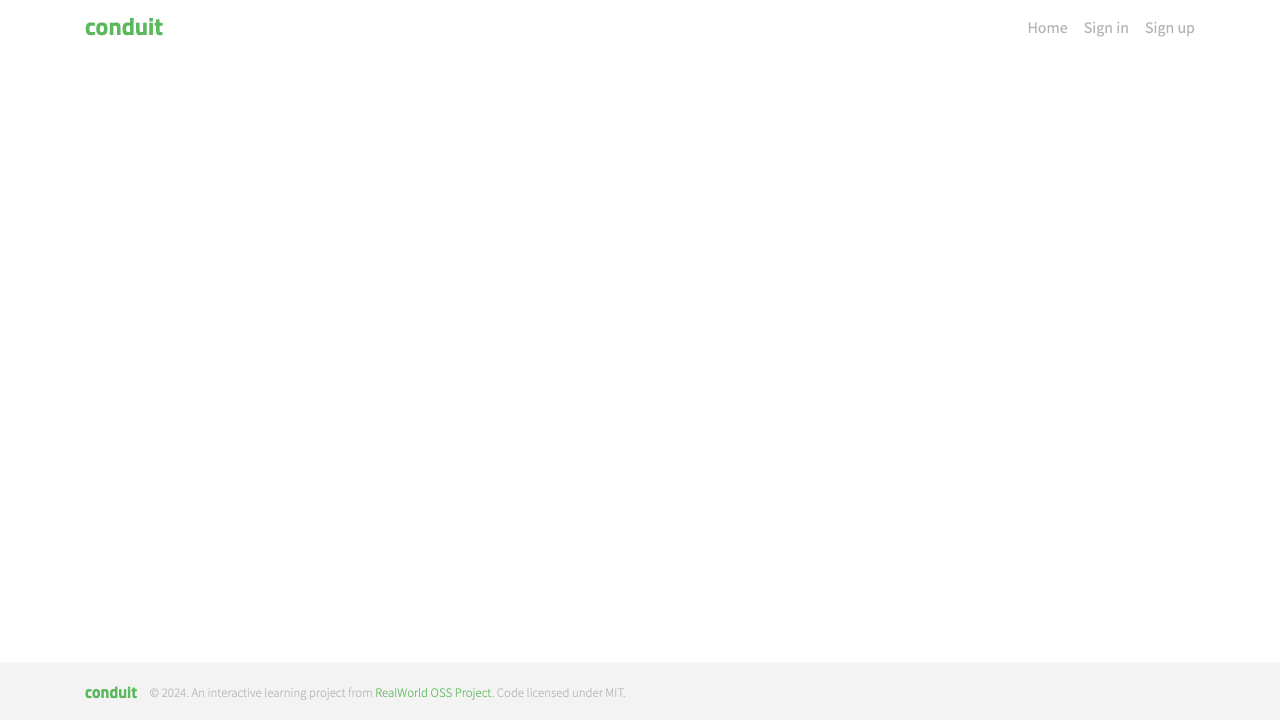 conduit
Home Sign in Sign up
conduit © 2024. An interactive learning project from RealWorld OSS Project. Code licensed under MIT.